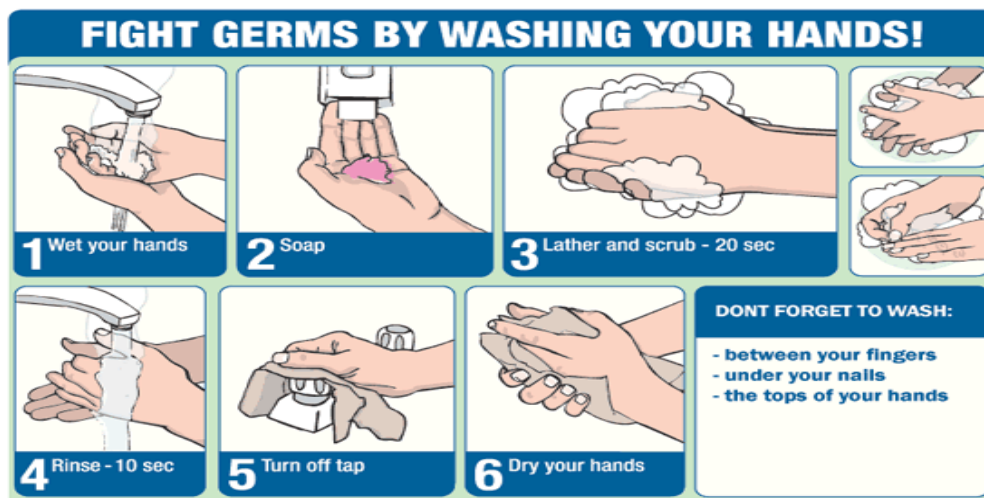 FIGHT GERMS BY WASHING YOUR HANDS!
1 Wet your hands
2 Soap
3 Lather and scrub - 20 sec
4 Rinse - 10 sec
5 Turn off tap
6 Dry your hands
DONT FORGET TO WASH:
- between your fingers
- under your nails
- the tops of your hands